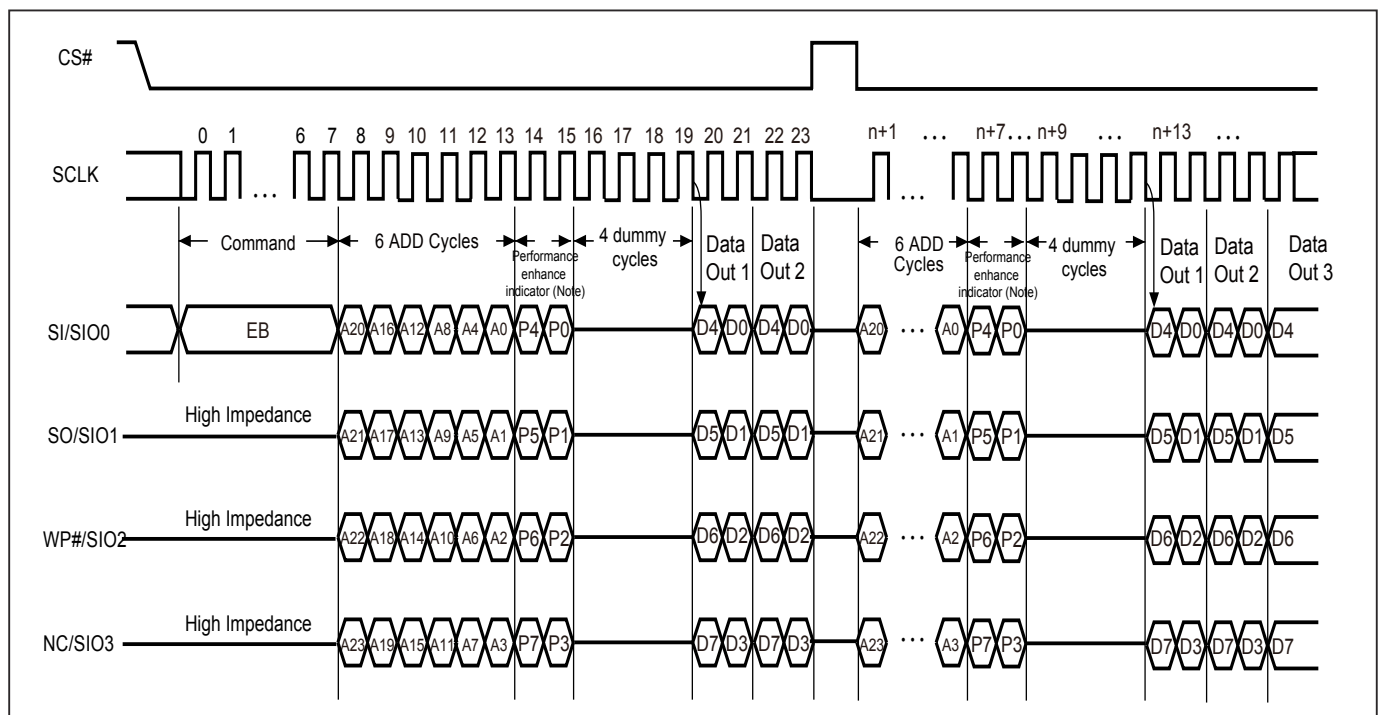 CS#
0 1 6 7 8 9 10 11 12 13 14 15 16 17 18 19 20 21 22 23 n+1 ... n+7... n+9 ... n+13 ...
SCLK
... ...
Command 6 ADD Cycles Performance enhance indicator (Note) 4 dummy cycles Data Out 1 Data Out 2 6 ADD Cycles Performance enhance indicator (Note) 4 dummy cycles Data Out 1 Data Out 2 Data Out 3
SI/SIO0 EB A20 A16 A12 A8 A4 A0 P4 P0 D4 D0 D4 D0 A20 ... A0 P4 P0 D4 D0 D4 D0 D4
High Impedance
SO/SIO1 A21 A17 A13 A9 A5 A1 P5 P1 D5 D1 D5 D1 A21 ... A1 P5 P1 D5 D1 D5 D1 D5
High Impedance
WP#/SIO2 A22 A18 A14 A10 A6 A2 P6 P2 D6 D2 D6 D2 A22 ... A2 P6 P2 D6 D2 D6 D2 D6
High Impedance
NC/SIO3 A23 A19 A15 A11 A7 A3 P7 P3 D7 D3 D7 D3 A23 ... A3 P7 P3 D7 D3 D7 D3 D7